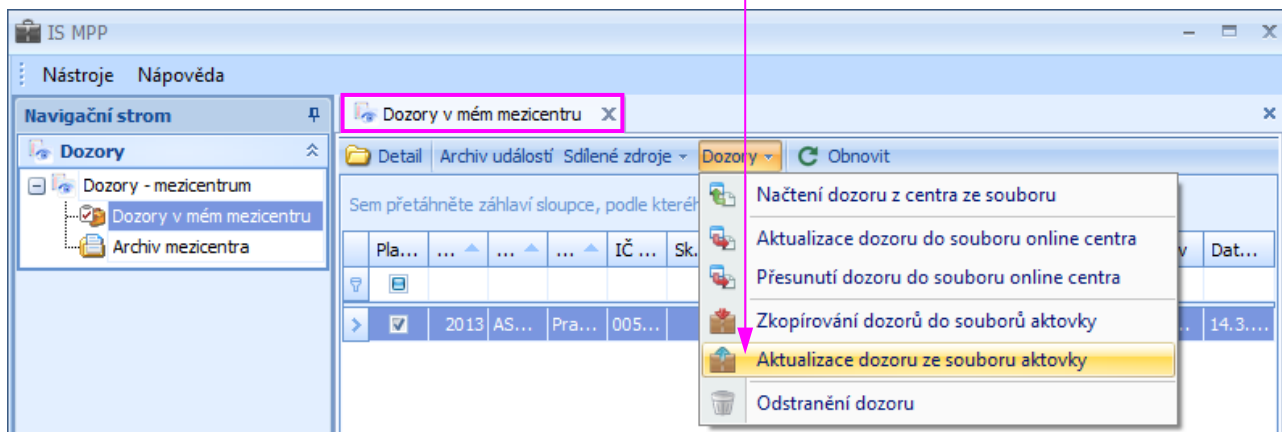 IS MPP
Nástroje Nápověda
Navigační strom
Dozory
Dozory - mezicentrum
Dozory v mém mezicentru
Archiv mezicentra
Dozory v mém mezicentru
Detail Archiv událostí Sdílené zdroje Dozory Obnovit
Sem přetáhněte záhlaví sloupce, podle kteréh
Pla... ... ... ... IČ ... Sk. v Dat...
2013 AS... Pra... 005... 14.3....
Načtení dozoru z centra ze souboru
Aktualizace dozoru do souboru online centra
Přesunutí dozoru do souboru online centra
Zkopírování dozorů do souborů aktovky
Aktualizace dozoru ze souboru aktovky
Odstranění dozoru